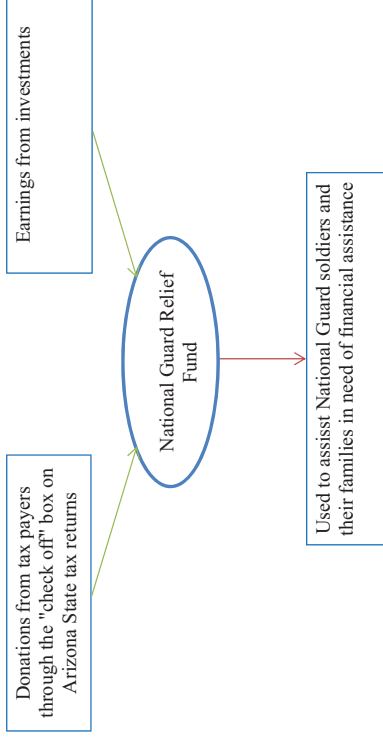 Donations from tax payers
through the "check off" box on
Arizona State tax returns
Earnings from investments
National Guard Relief
Fund
Used to assisst National Guard soldiers and
their families in need of financial assistance